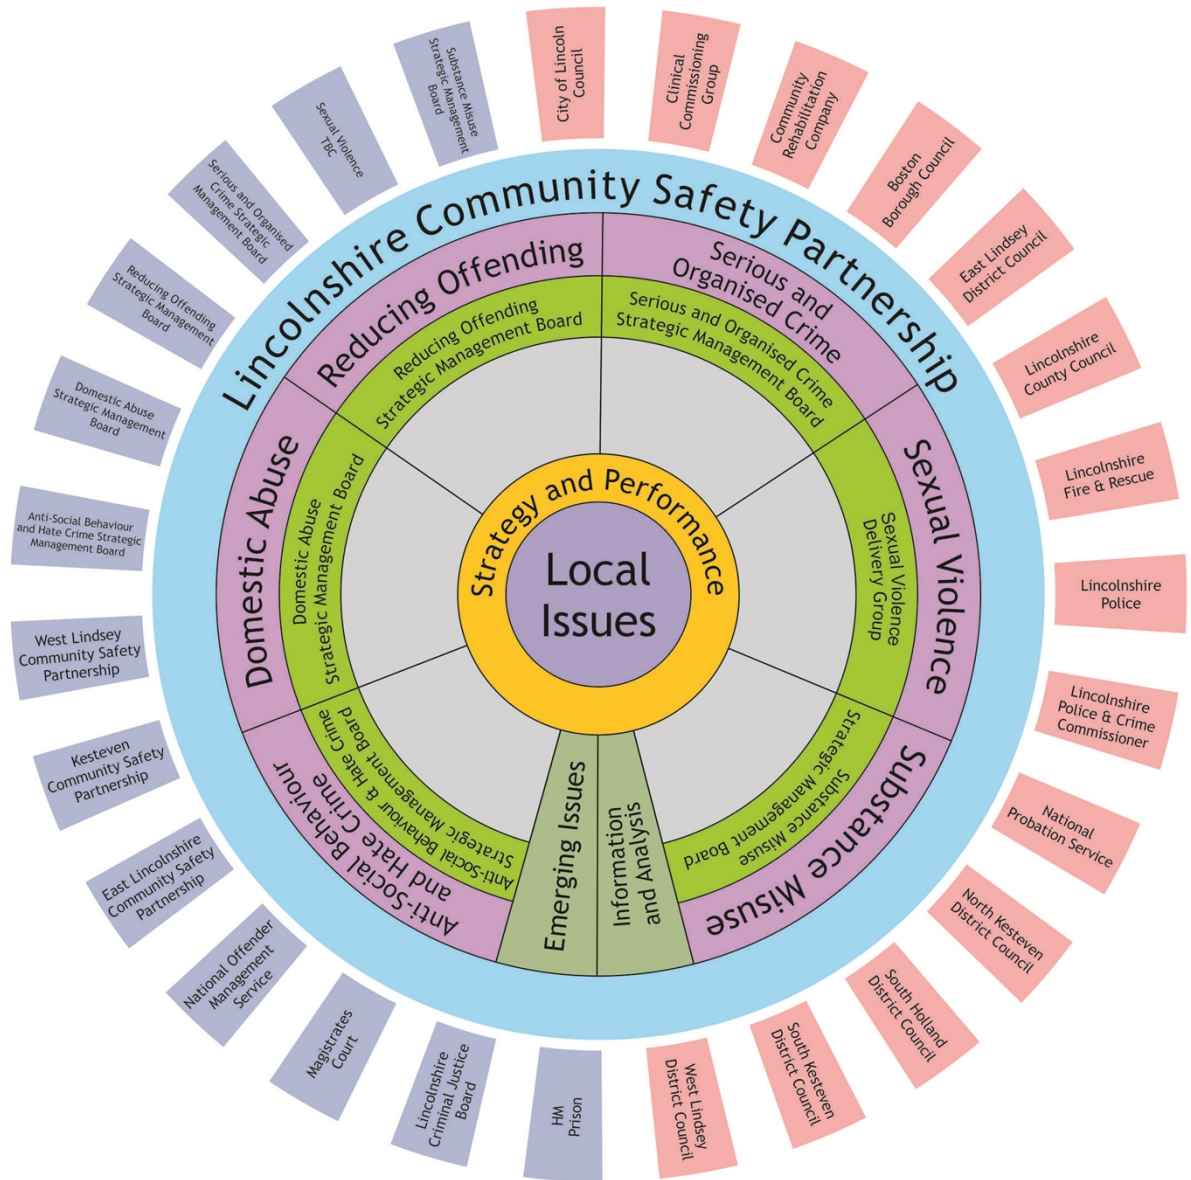 City of Lincoln
Council
Clinical
Commissioning
Group
Community
Rehabilitation
Company
Boston
Borough Council
East Lindsey
District Council
Lincolnshire
County Council
Lincolnshire
Fire & Rescue
Lincolnshire
Police
Lincolnshire
Police & Crime
Commissioner
National
Probation Service
North Kesteven
District Council
South Holland
District Council
South Kesteven
District Council
West Lindsey
District Council
HM
Prison
Lincolnshire
Criminal Justice
Board
Magistrates
Court
National Offender
Management
Service
East Lincolnshire
Community Safety
Partnership
Kesteven
Community Safety
Partnership
West Lindsey
Community Safety
Partnership
Anti-Social Behaviour
and Hate Crime Strategic
Management Board
Domestic Abuse
Strategic Management
Board
Reducing Offending
Strategic Management
Board
Serious and Organised
Crime Strategic
Management Board
Sexual Violence
TBC
Substance Misuse
Strategic Management
Board
Lincolnshire Community Safety Partnership
Reducing Offending
Reducing Offending
Strategic Management Board
Serious and
Organised Crime
Serious and Organised Crime
Strategic Management Board
Sexual Violence
Sexual Violence
Delivery Group
Substance Misuse
Substance Misuse
Strategic Management Board
Information
and Analysis
Emerging Issues
Anti-Social Behaviour
and Hate Crime
Anti-Social Behaviour & Hate Crime
Strategic Management Board
Domestic Abuse
Domestic Abuse
Strategic Management Board
Strategy and Performance
Local
Issues